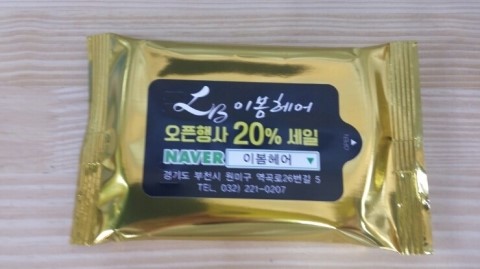 LB 이봄헤어
오픈행사 20% 세일
NAVER 이봄헤어
경기도 부천시 원미구 역곡로26번길 5
TEL. 032) 221-0207
OPEN